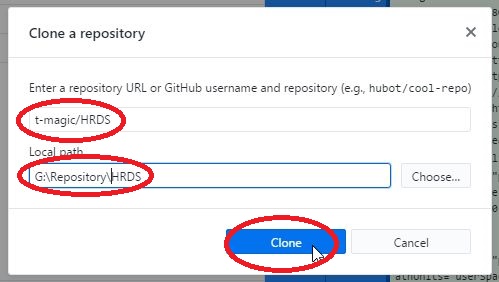 Clone a repository
Enter a repository URL or GitHub username and repository (e.g., hubot/cool-repo)
t-magic/HRDS
Local path
G:\Repository\HRDS
Choose...
Clone
Cancel